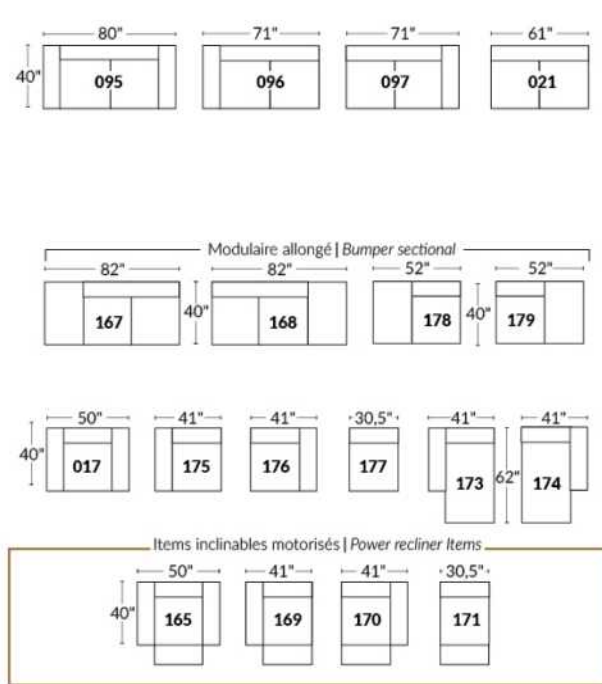 80" 71" 71" 61"
40" 095 096 097 021
Modulaire allongé | Bumper sectional
82" 82" 52" 52"
167 40" 168 178 40" 179
50" 41" 41" 30,5" 41" 41"
40" 017 175 176 177 173 62" 174
Items inclinables motorisés | Power recliner Items
50" 41" 41" 30,5"
40" 165 169 170 171